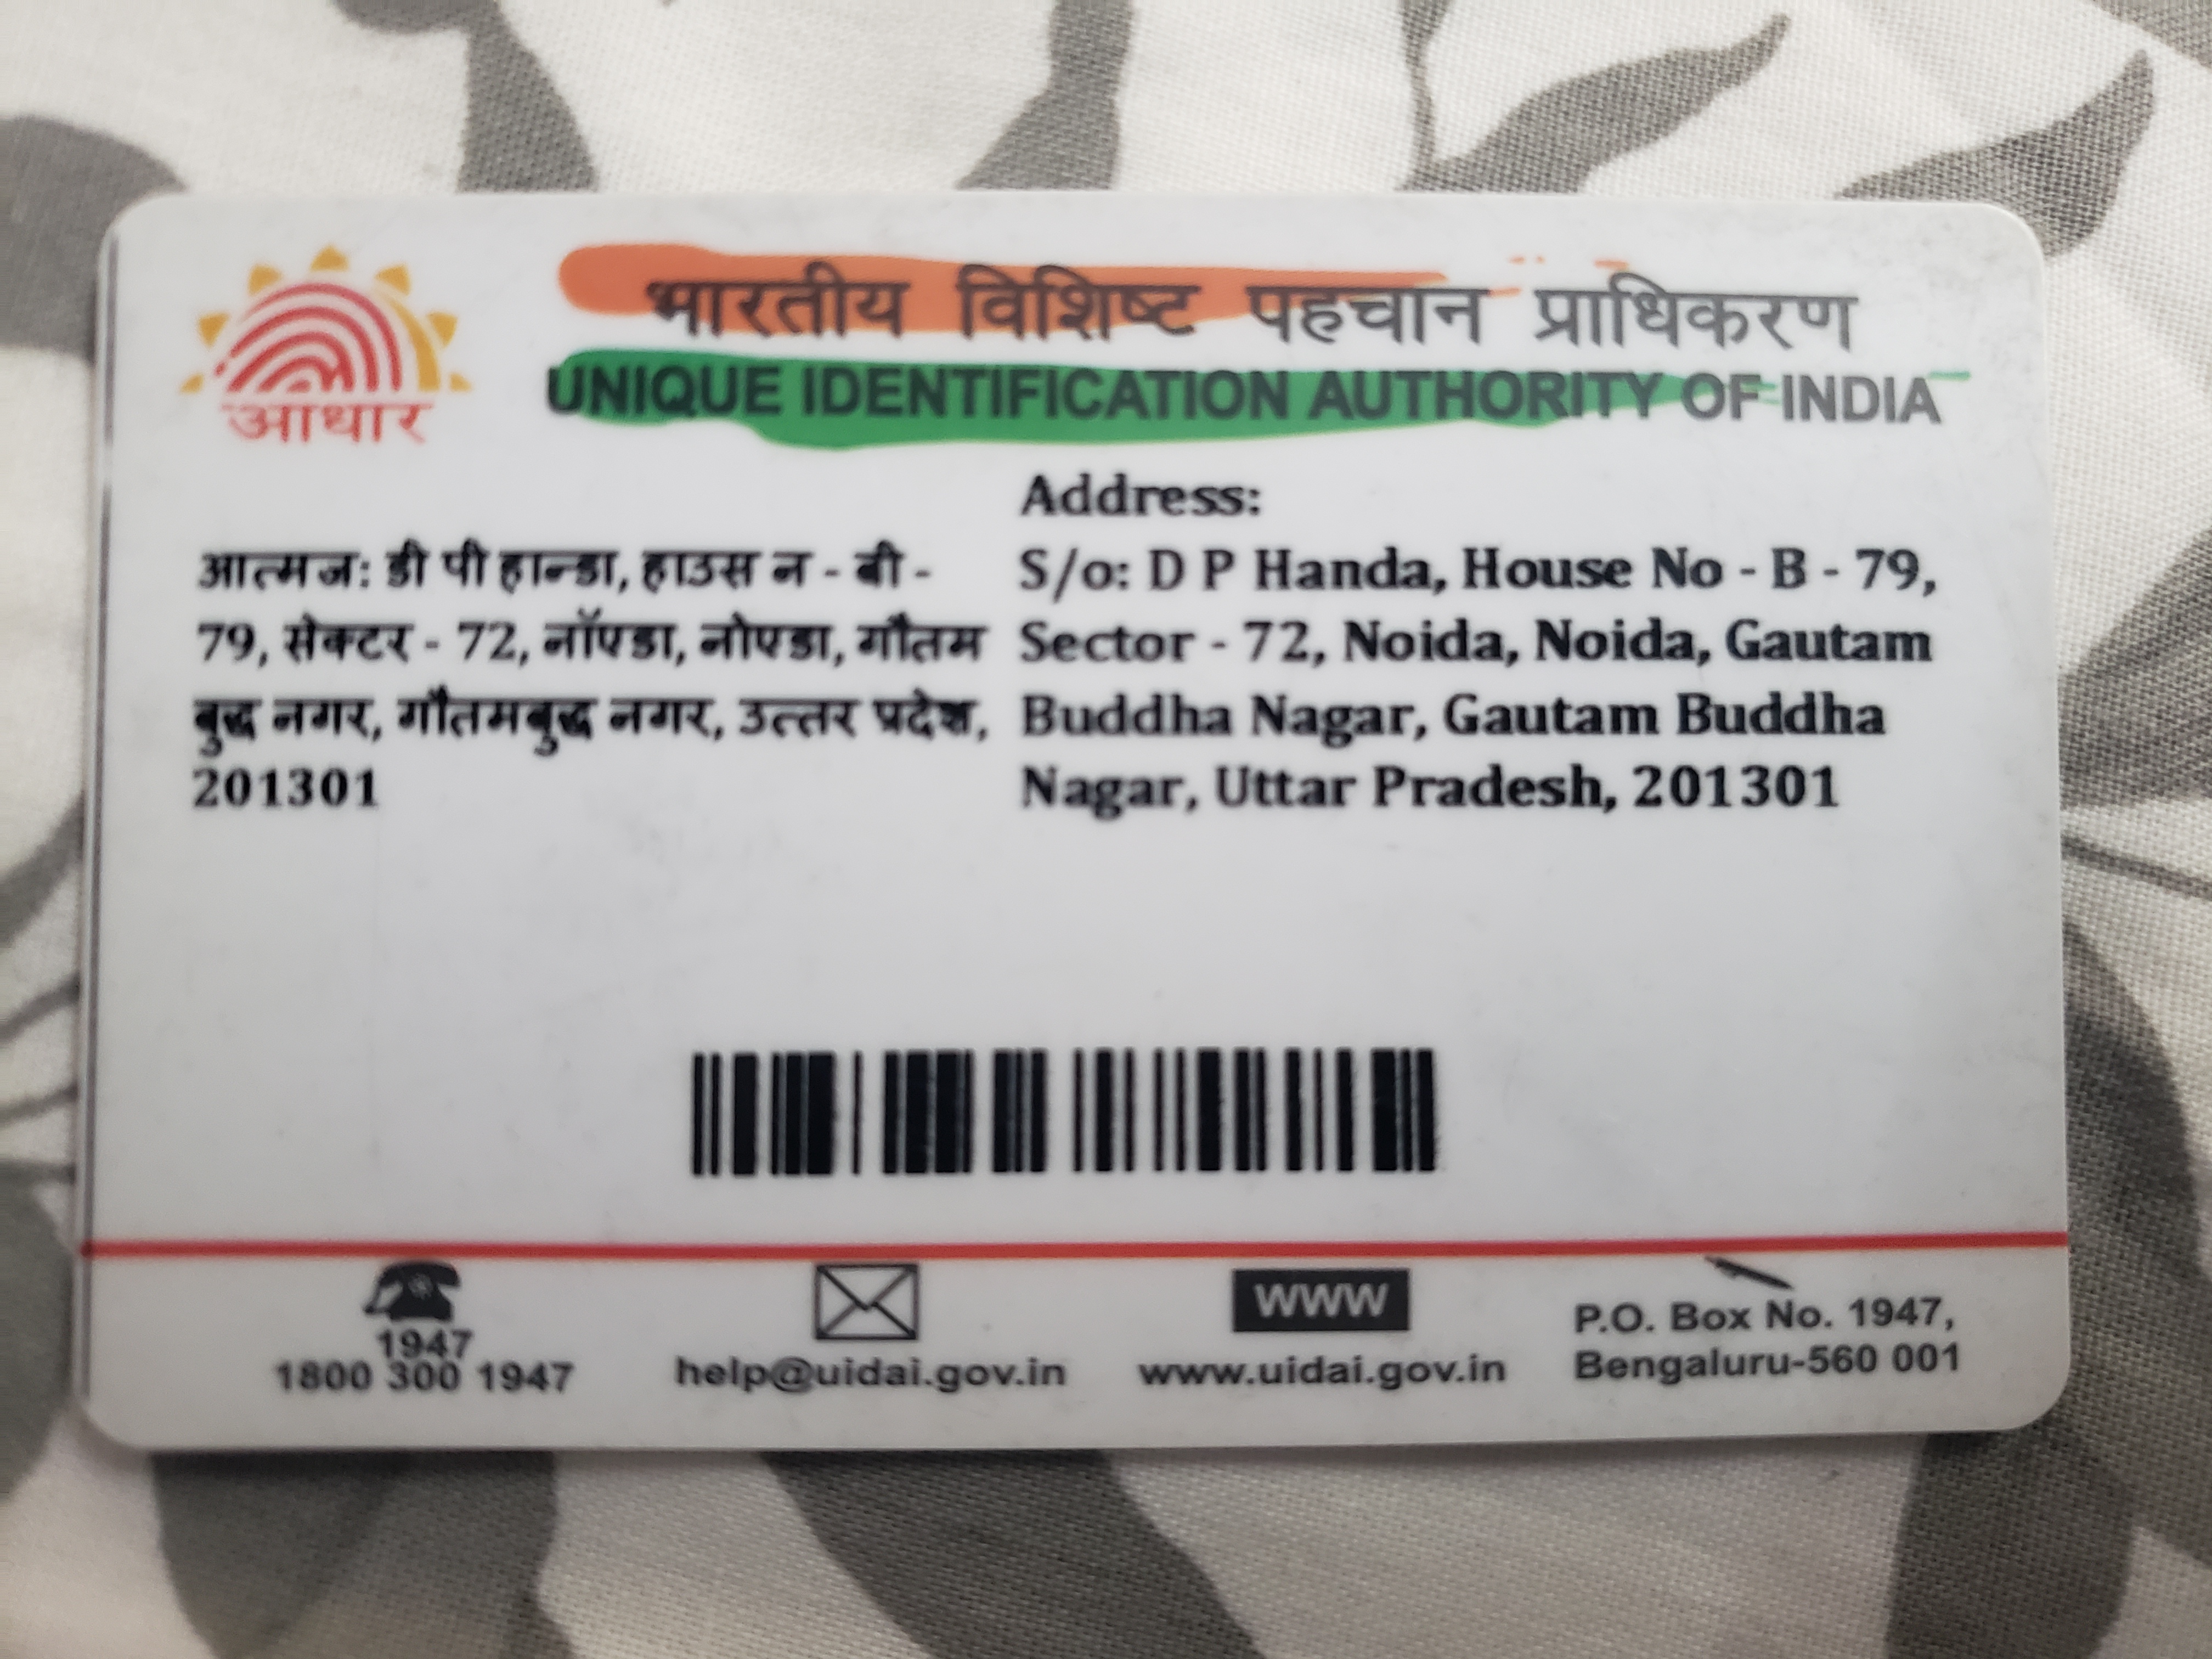 आधार
भारतीय विशिष्ट पहचान प्राधिकरण
UNIQUE IDENTIFICATION AUTHORITY OF INDIA
आत्मज: डी पी हान्डा, हाउस न - बी -
79, सेक्टर - 72, नॉएडा, नोएडा, गौतम
बुद्ध नगर, गौतमबुद्ध नगर, उत्तर प्रदेश,
201301
Address:
S/o: D P Handa, House No - B - 79,
Sector - 72, Noida, Noida, Gautam
Buddha Nagar, Gautam Buddha
Nagar, Uttar Pradesh, 201301
1947
1800 300 1947
help@uidai.gov.in
www
www.uidai.gov.in
P.O. Box No. 1947,
Bengaluru-560 001